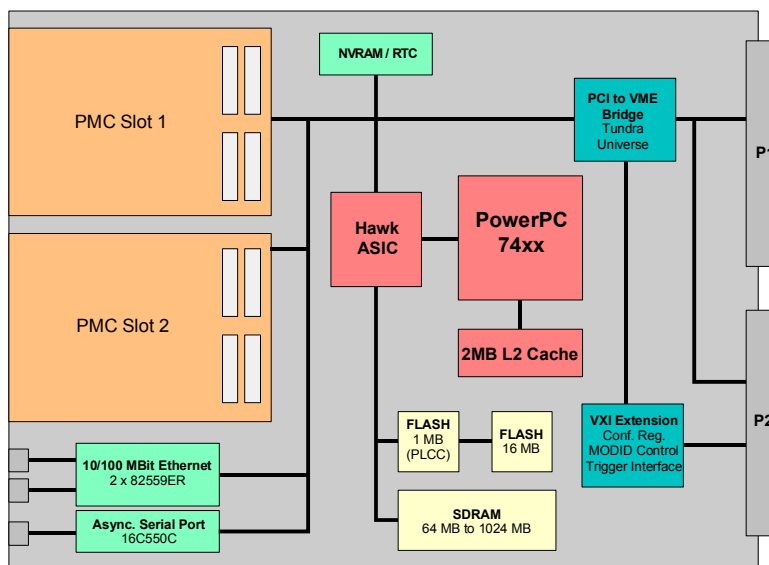 NVRAM / RTC
PMC Slot 1
PCI to VME
Bridge
Tundra
Universe
P1
Hawk
ASIC
PowerPC
74xx
PMC Slot 2
2MB L2 Cache
FLASH
1 MB
(PLCC)
FLASH
16 MB
VXI Extension
Conf. Reg.
MODID Control
Trigger Interface
P2
10/100 MBit Ethernet
2 x 82559ER
Async. Serial Port
16C550C
SDRAM
64 MB to 1024 MB